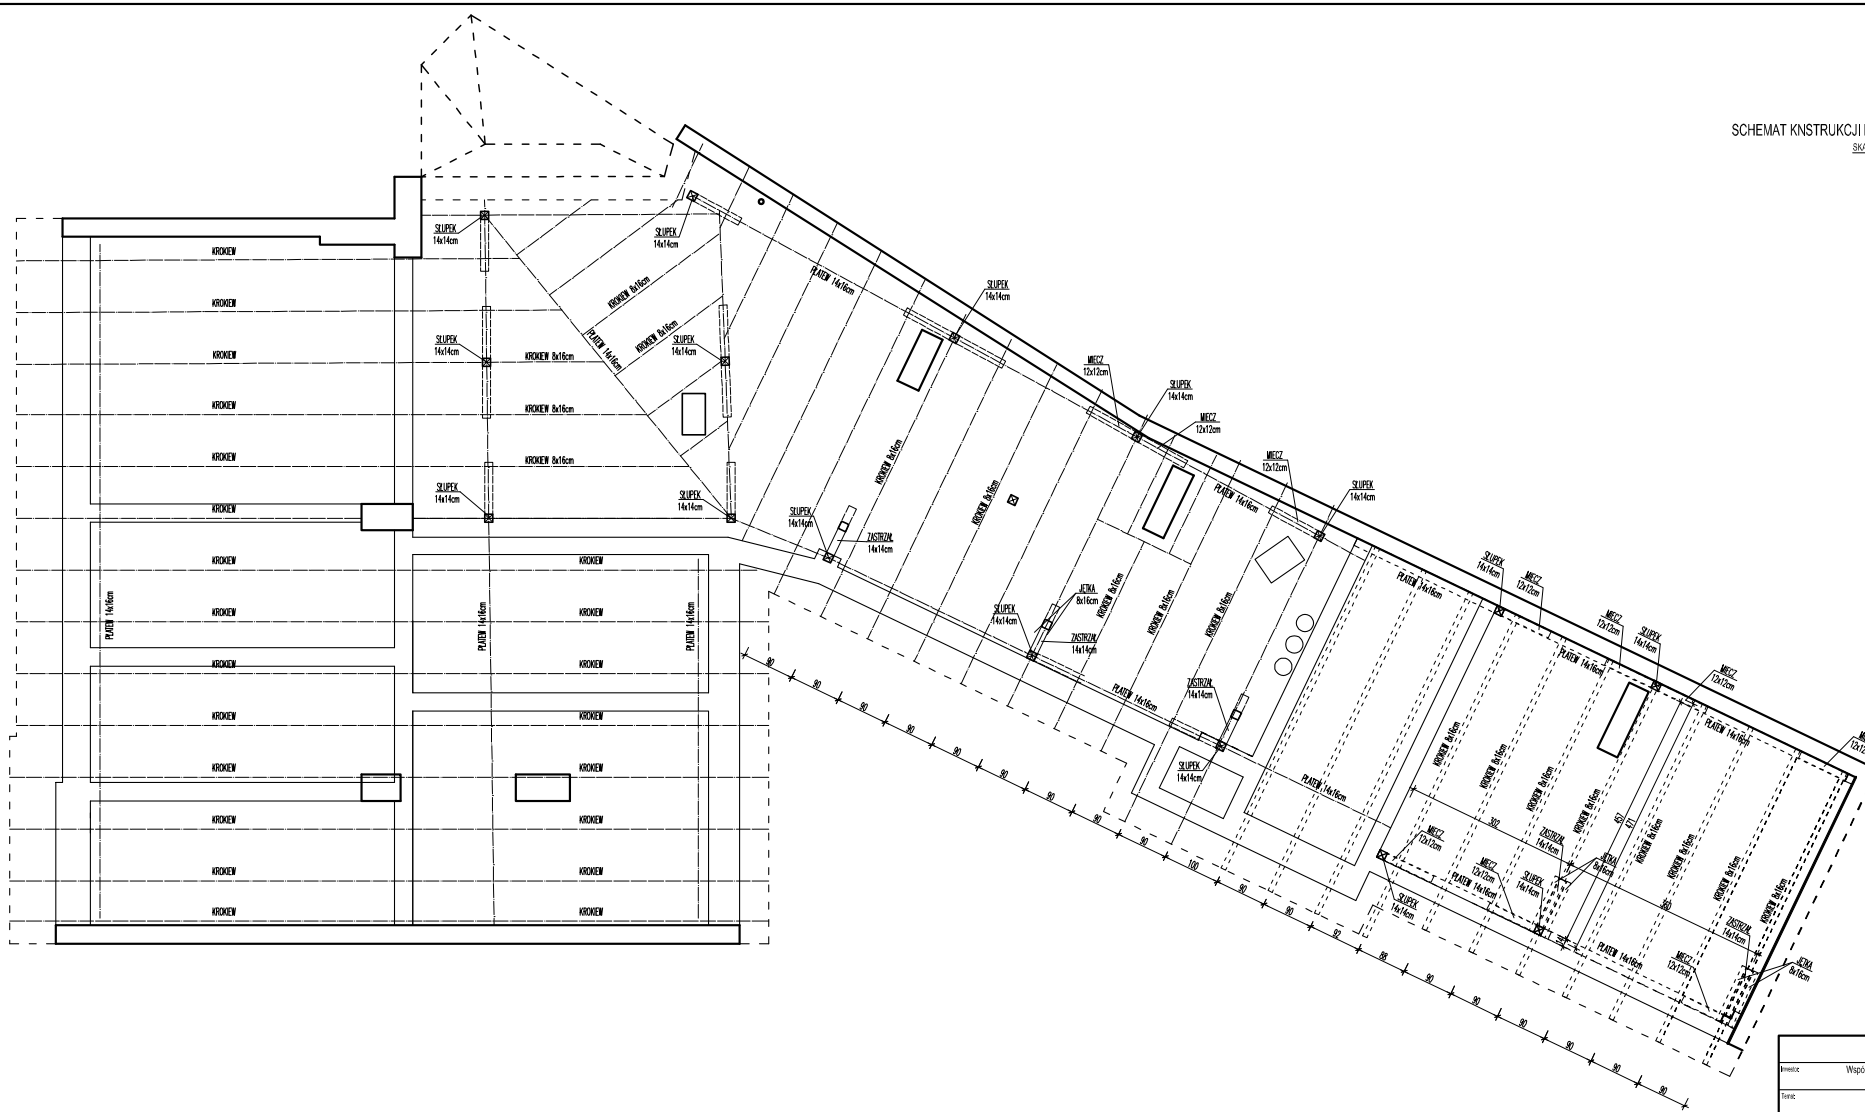 SCHEMAT KNSTRUKCJI
SŁUPEK
14x14cm
SŁUPEK
14x14cm
KROKIEW
KROKIEW
KROKIEW
KROKIEW
KROKIEW
KROKIEW
KROKIEW
KROKIEW
KROKIEW
KROKIEW
KROKIEW
KROKIEW
KROKIEW
KROKIEW
PŁATEW 14x16cm
SŁUPEK
14x14cm
SŁUPEK
14x14cm
KROKIEW 8x16cm
KROKIEW 8x16cm
KROKIEW 8x16cm
KROKIEW 8x16cm
KROKIEW 8x16cm
PŁATEW 14x16cm
SŁUPEK
14x14cm
SŁUPEK
14x14cm
KROKIEW
KROKIEW
KROKIEW
KROKIEW
KROKIEW
KROKIEW
KROKIEW
KROKIEW
PŁATEW 14x16cm
PŁATEW 14x16cm
PŁATEW 14x16cm
SŁUPEK
14x14cm
MIECZ
12x12cm
SŁUPEK
14x14cm
MIECZ
12x12cm
MIECZ
12x12cm
SŁUPEK
14x14cm
PŁATEW 14x16cm
KROKIEW 8x16cm
KROKIEW 8x16cm
SŁUPEK
14x14cm
ZASTRZAŁ
14x14cm
JĘTKA
8x16cm
SŁUPEK
14x14cm
ZASTRZAŁ
14x14cm
KROKIEW 8x16cm
KROKIEW 8x16cm
KROKIEW 8x16cm
PŁATEW 14x16cm
ZASTRZAŁ
14x14cm
SŁUPEK
14x14cm
PŁATEW 14x16cm
PŁATEW 14x16cm
SŁUPEK
14x14cm
MIECZ
12x12cm
MIECZ
12x12cm
SŁUPEK
14x14cm
PŁATEW 14x16cm
MIECZ
12x12cm
PŁATEW 14x16cm
KROKIEW 8x16cm
KROKIEW 8x16cm
KROKIEW 8x16cm
KROKIEW 8x16cm
KROKIEW 8x16cm
KROKIEW 8x16cm
KROKIEW 8x16cm
KROKIEW 8x16cm
302
457
471
560
14
MIECZ
12x12cm
MIECZ
12x12cm
PŁATEW 14x16cm
SŁUPEK
14x14cm
SŁUPEK
14x14cm
ZASTRZAŁ
14x14cm
JĘTKA
8x16cm
PŁATEW 14x16cm
MIECZ
12x12cm
ZASTRZAŁ
14x14cm
JĘTKA
8x16cm
90
90
90
90
90
90
90
90
90
100
90
90
92
88
90
90
90
90
90
90
Inwestor:
Temat: